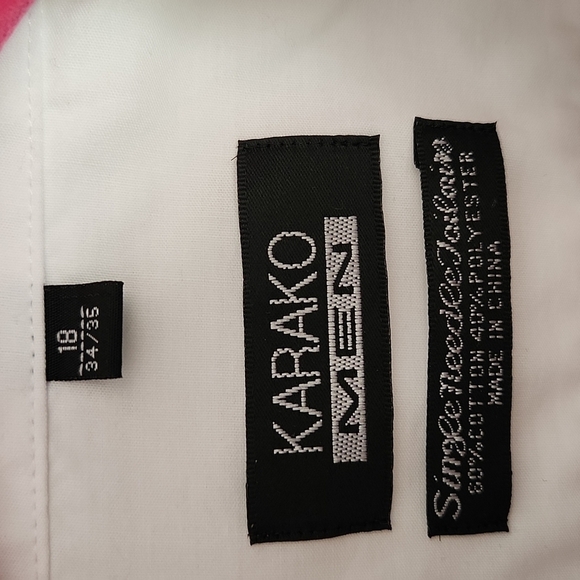 18
34/35
KARAKO
MEN
Single Needle Tailoring
60% COTTON 40% POLYESTER
MADE IN CHINA